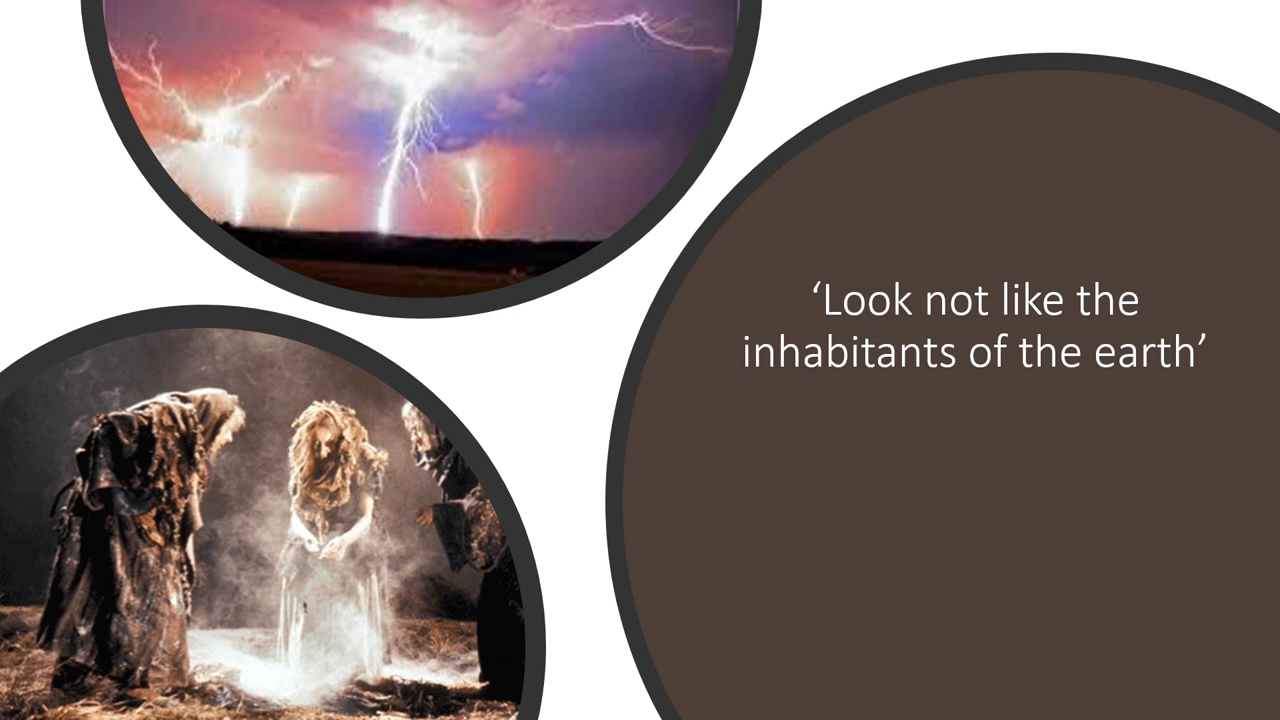 ‘Look not like the
inhabitants of the earth’